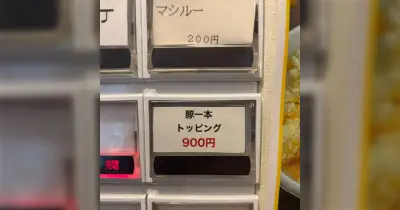 マシルー
200円
豚一本
トッピング
900円